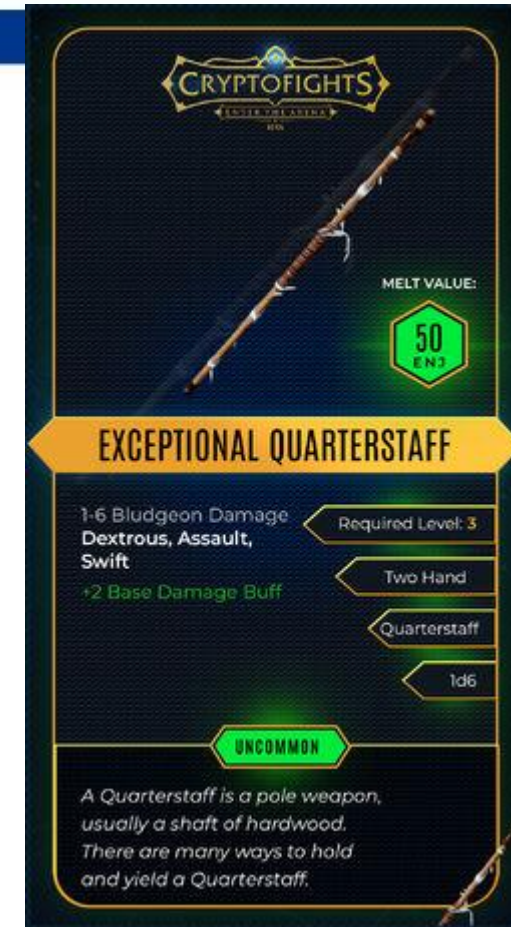 CRYPTOFIGHTS
ENTER THE ARENA
MELT VALUE:
50
ENJ
EXCEPTIONAL QUARTERSTAFF
1-6 Bludgeon Damage
Dextrous, Assault,
Swift
+2 Base Damage Buff
Required Level: 3
Two Hand
Quarterstaff
1d6
UNCOMMON
A Quarterstaff is a pole weapon,
usually a shaft of hardwood.
There are many ways to hold
and yield a Quarterstaff.